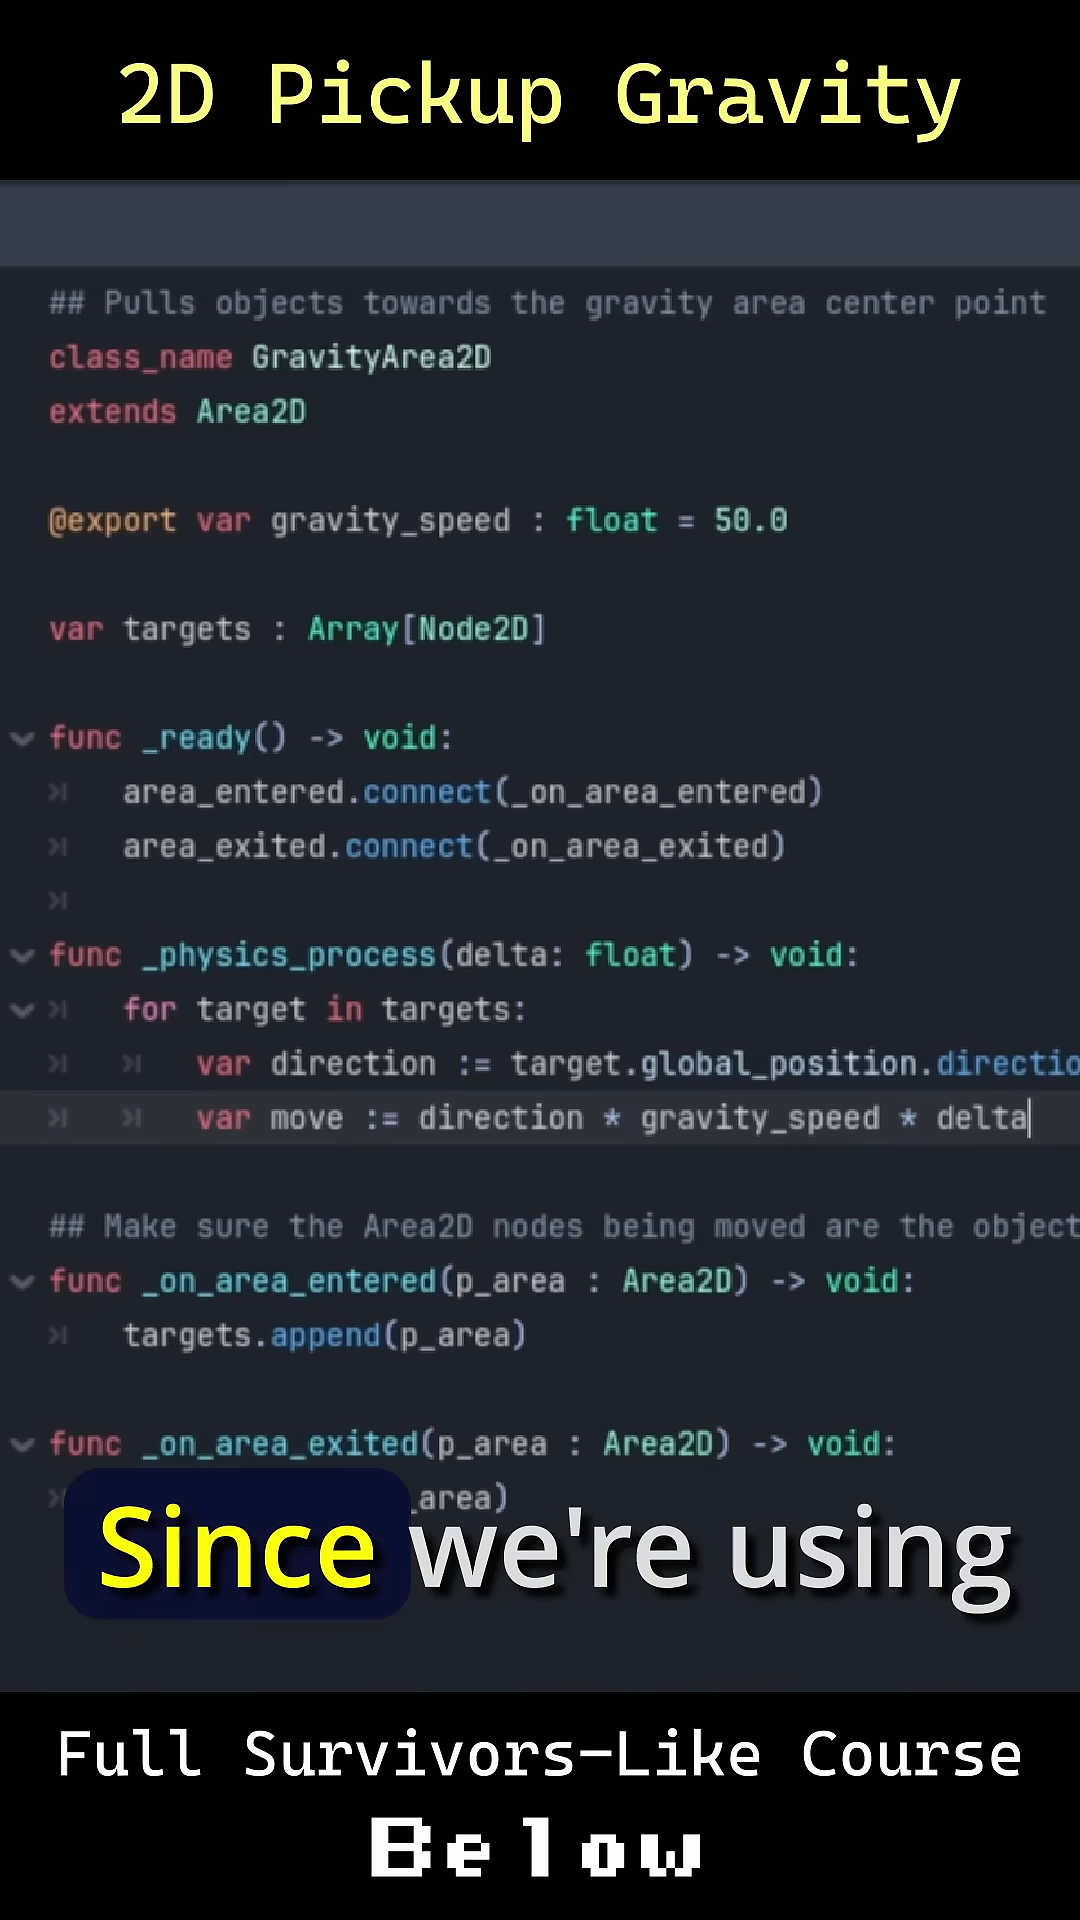 2D Pickup Gravity
## Pulls objects towards the gravity area center point
class_name GravityArea2D
extends Area2D
@export var gravity_speed : float = 50.0
var targets : Array[Node2D]
func _ready() -> void:
area_entered.connect(_on_area_entered)
area_exited.connect(_on_area_exited)
func _physics_process(delta: float) -> void:
for target in targets:
var direction := target.global_position.directio
var move := direction * gravity_speed * delta
## Make sure the Area2D nodes being moved are the object
func _on_area_entered(p_area : Area2D) -> void:
targets.append(p_area)
func _on_area_exited(p_area : Area2D) -> void:
_area)
Since we're using
Full Survivors-Like Course
Below